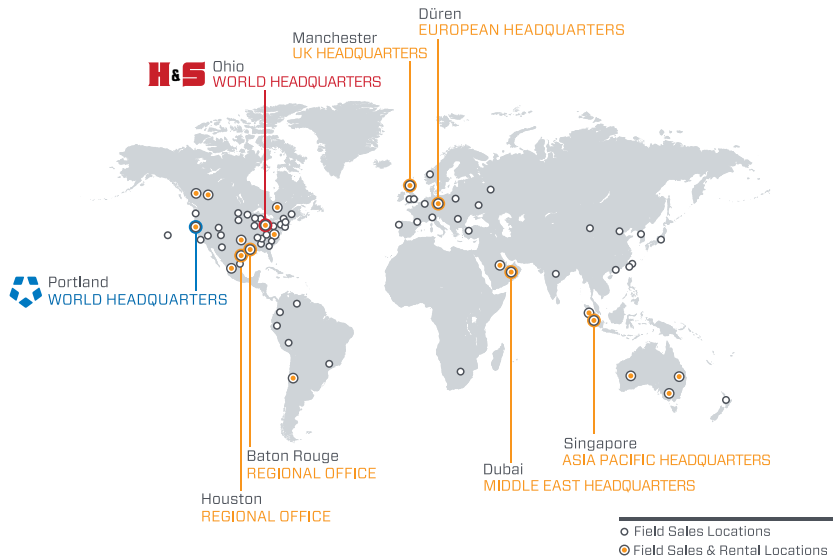 Düren
EUROPEAN HEADQUARTERS
Manchester
UK HEADQUARTERS
H&S
Ohio
WORLD HEADQUARTERS
Portland
WORLD HEADQUARTERS
Baton Rouge
REGIONAL OFFICE
Houston
REGIONAL OFFICE
Singapore
ASIA PACIFIC HEADQUARTERS
Dubai
MIDDLE EAST HEADQUARTERS
Field Sales Locations
Field Sales & Rental Locations